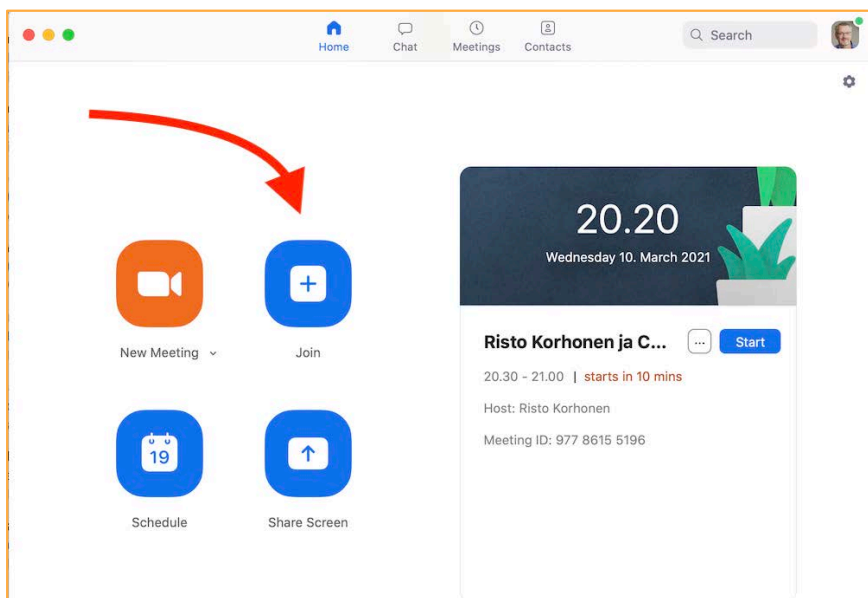 Home
Chat
Meetings
Contacts
Search
20.20
Wednesday 10. March 2021
New Meeting
Join
Risto Korhonen ja C...
...
Start
20.30 - 21.00 | starts in 10 mins
Host: Risto Korhonen
Meeting ID: 977 8615 5196
19
Schedule
Share Screen